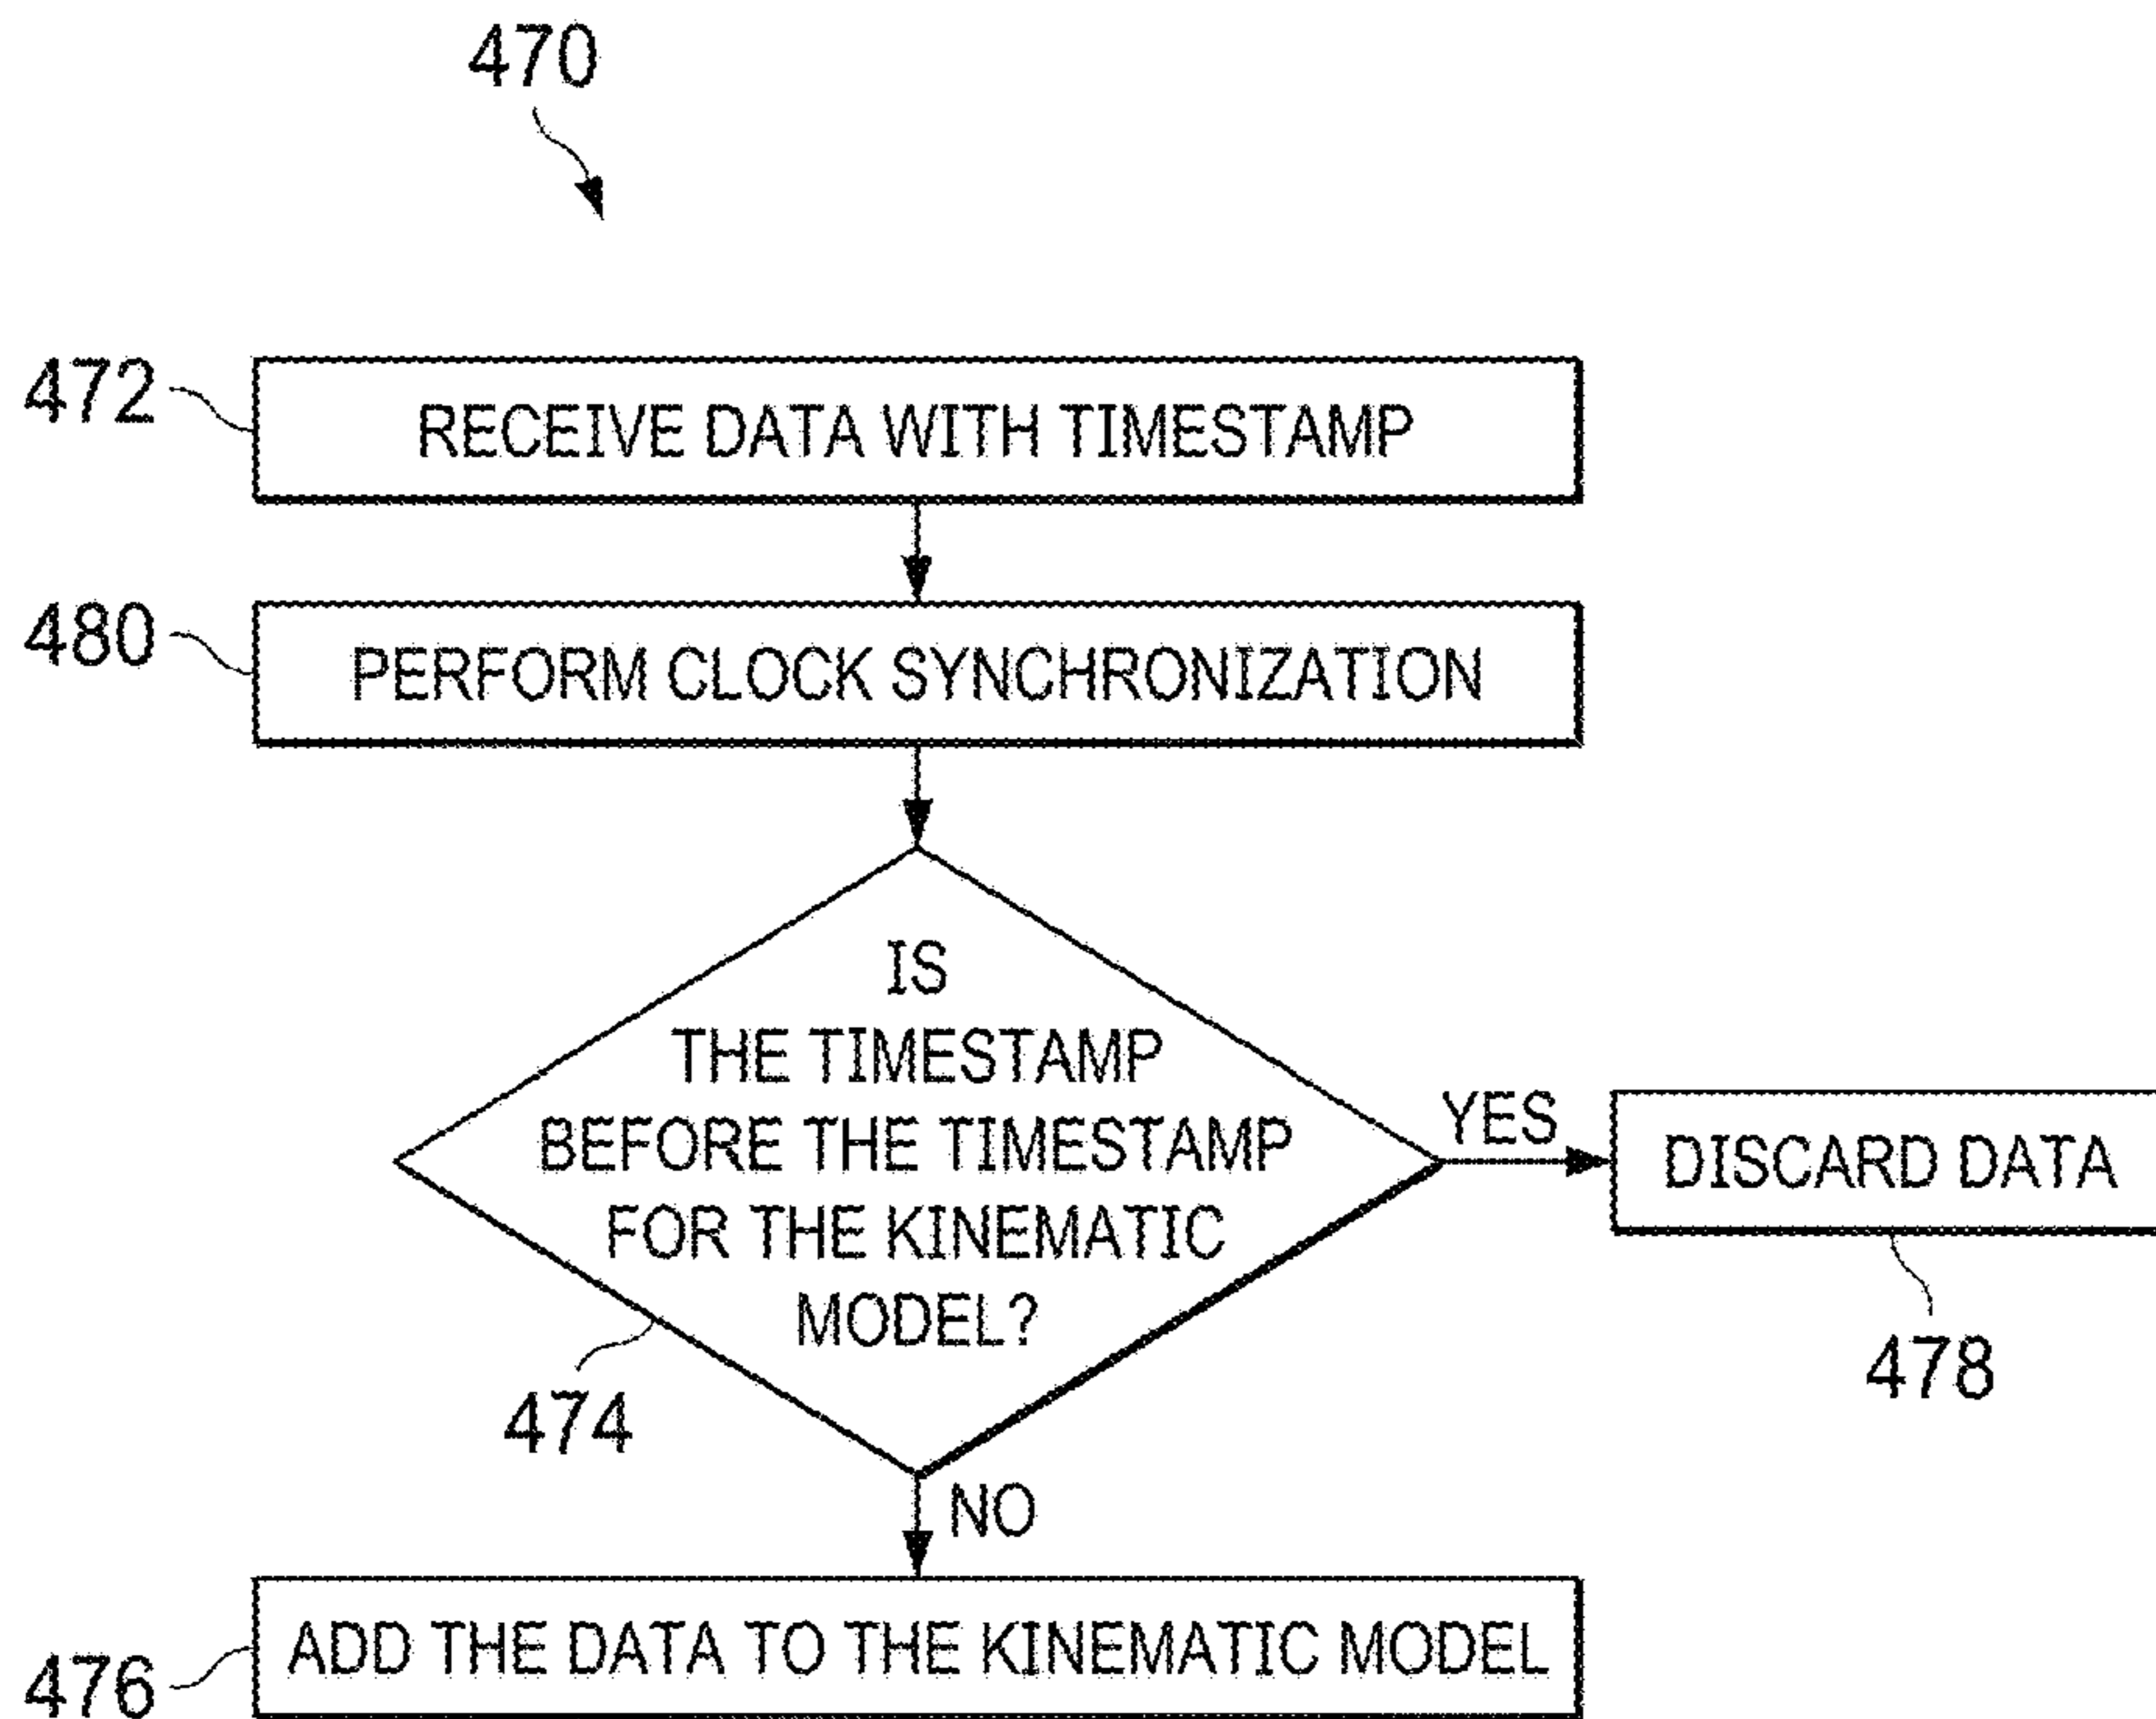 470
472
RECEIVE DATA WITH TIMESTAMP
480
PERFORM CLOCK SYNCHRONIZATION
IS
THE TIMESTAMP
BEFORE THE TIMESTAMP
FOR THE KINEMATIC
MODEL?
YES
DISCARD DATA
474
478
NO
ADD THE DATA TO THE KINEMATIC MODEL
476